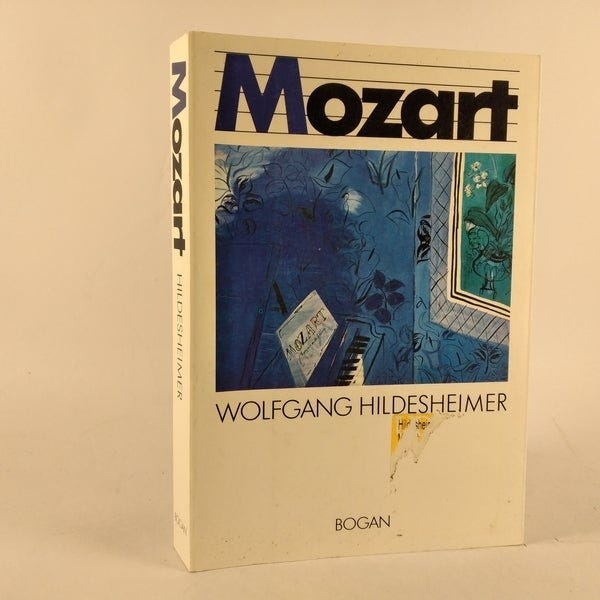 Mozart
HILDESHEIMER
BOGAN
Mozart
MOZART
WOLFGANG HILDESHEIMER
BOGAN